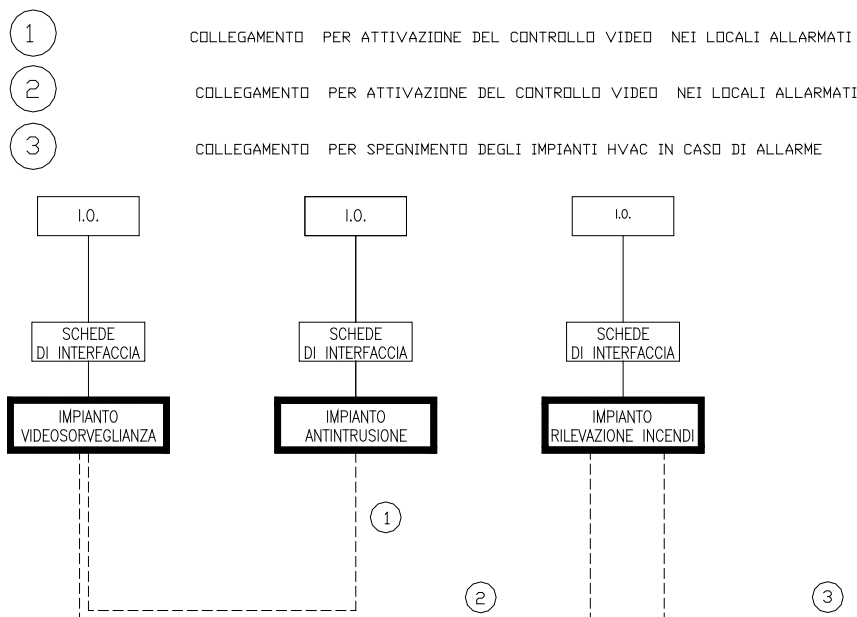 1 COLLEGAMENTO PER ATTIVAZIONE DEL CONTROLLO VIDEO NEI LOCALI ALLARMATI
2 COLLEGAMENTO PER ATTIVAZIONE DEL CONTROLLO VIDEO NEI LOCALI ALLARMATI
3 COLLEGAMENTO PER SPEGNIMENTO DEGLI IMPIANTI HVAC IN CASO DI ALLARME
I.O.
I.O.
I.O.
SCHEDE
DI INTERFACCIA
SCHEDE
DI INTERFACCIA
SCHEDE
DI INTERFACCIA
IMPIANTO
VIDEOSORVEGLIANZA
IMPIANTO
ANTINTRUSIONE
IMPIANTO
RILEVAZIONE INCENDI
1
2
3